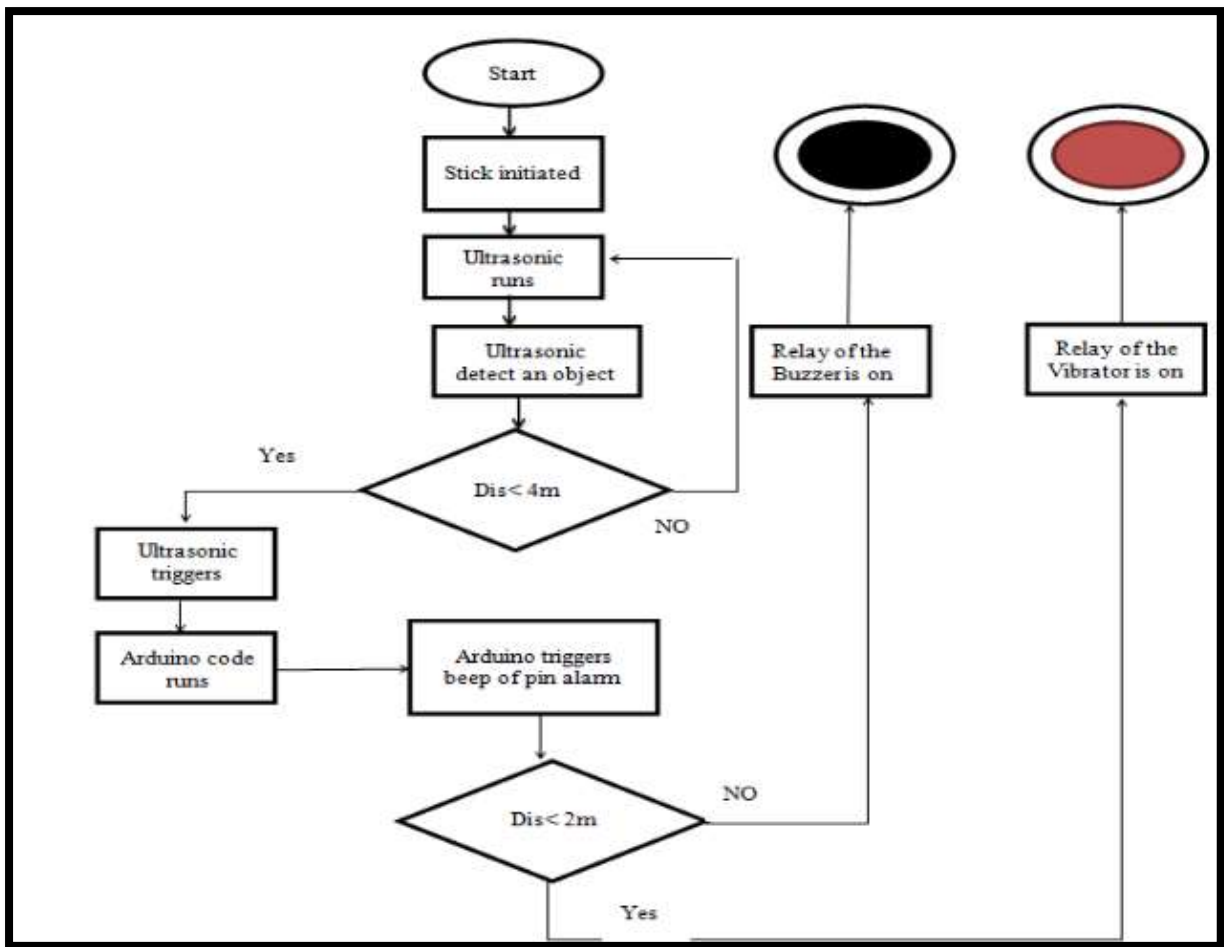 Start
Stick initiated
Ultrasonic
runs
Ultrasonic
detect an object
Dis< 4m
Yes
NO
Ultrasonic
triggers
Arduino code
runs
Arduino triggers
beep of pin alarm
Dis< 2m
NO
Yes
Relay of the
Buzzer is on
Relay of the
Vibrator is on